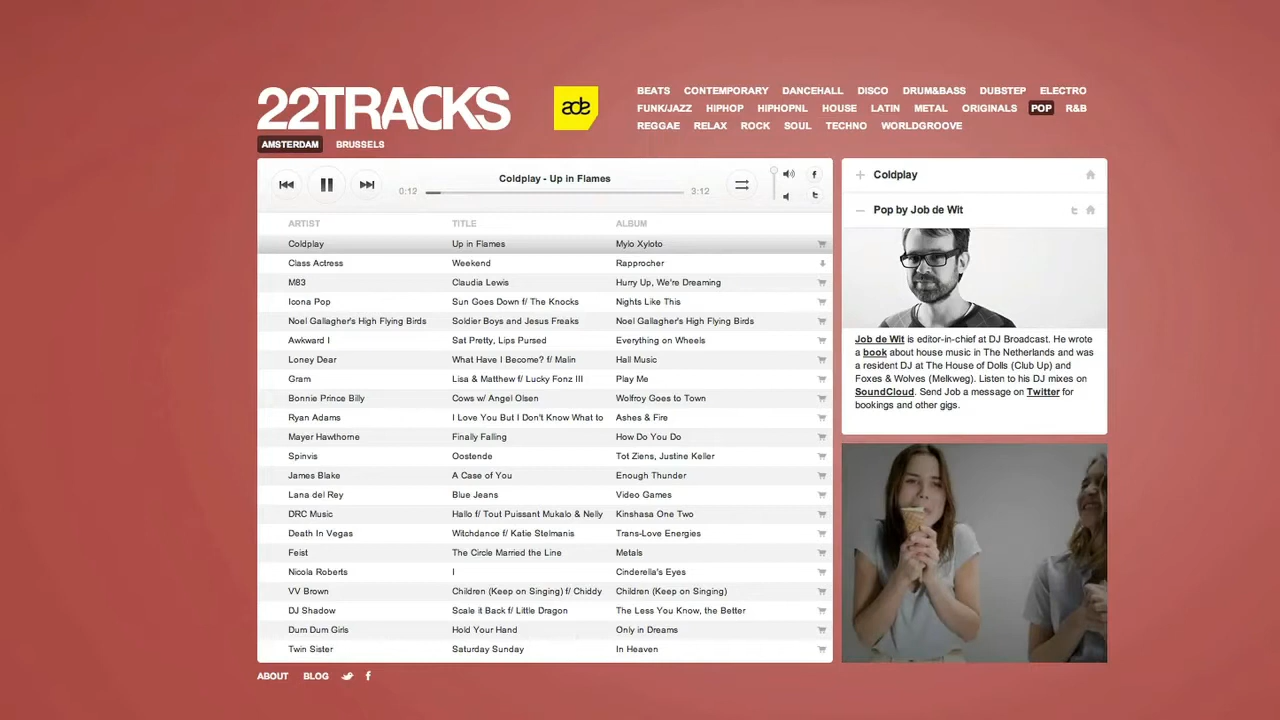 22TRACKS
ade
BEATS CONTEMPORARY DANCEHALL DISCO DRUM&BASS DUBSTEP ELECTRO
FUNK/JAZZ HIPHOP HIPHOPNL HOUSE LATIN METAL ORIGINALS POP R&B
REGGAE RELAX ROCK SOUL TECHNO WORLDGROOVE
AMSTERDAM BRUSSELS
Coldplay - Up in Flames
0:12 3:12
ARTIST TITLE ALBUM
Coldplay Up in Flames Mylo Xyloto
Class Actress Weekend Rapprocher
M83 Claudia Lewis Hurry Up, We're Dreaming
Icona Pop Sun Goes Down f/ The Knocks Nights Like This
Noel Gallagher's High Flying Birds Soldier Boys and Jesus Freaks Noel Gallagher's High Flying Birds
Awkward I Sat Pretty, Lips Pursed Everything on Wheels
Loney Dear What Have I Become? f/ Malin Hall Music
Gram Lisa & Matthew f/ Lucky Fonz III Play Me
Bonnie Prince Billy Cows w/ Angel Olsen Wolfroy Goes to Town
Ryan Adams I Love You But I Don't Know What to Ashes & Fire
Mayer Hawthorne Finally Falling How Do You Do
Spinvis Oostende Tot Ziens, Justine Keller
James Blake A Case of You Enough Thunder
Lana del Rey Blue Jeans Video Games
DRC Music Hallo f/ Tout Puissant Mukalo & Nelly Kinshasa One Two
Death In Vegas Witchdance f/ Katie Stelmanis Trans-Love Energies
Feist The Circle Married the Line Metals
Nicola Roberts I Cinderella's Eyes
VV Brown Children (Keep on Singing) f/ Chiddy Children (Keep on Singing)
DJ Shadow Scale it Back f/ Little Dragon The Less You Know, the Better
Dum Dum Girls Hold Your Hand Only in Dreams
Twin Sister Saturday Sunday In Heaven
Coldplay
Pop by Job de Wit
Job de Wit is editor-in-chief at DJ Broadcast. He wrote
a book about house music in The Netherlands and was
a resident DJ at The House of Dolls (Club Up) and
Foxes & Wolves (Melkweg). Listen to his DJ mixes on
SoundCloud. Send Job a message on Twitter for
bookings and other gigs.
ABOUT BLOG